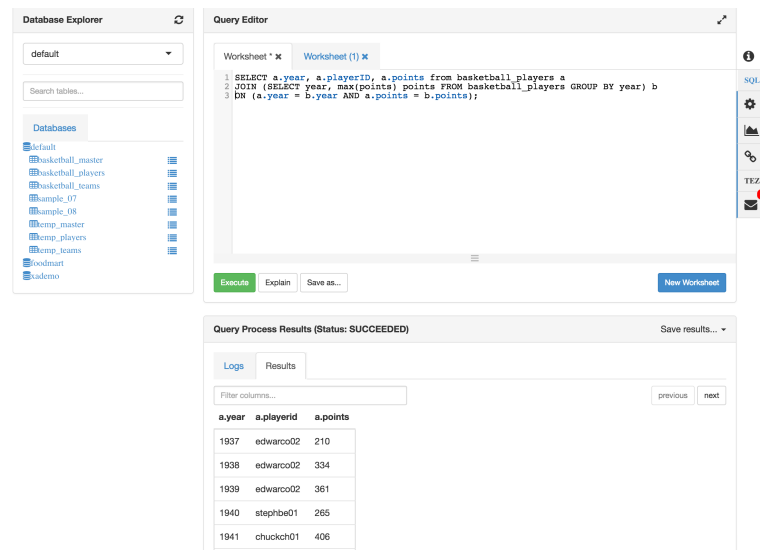 Database Explorer
default
Search tables...
Databases
default
basketball_master
basketball_players
basketball_teams
sample_07
sample_08
temp_master
temp_players
temp_teams
foodmart
xademo
Query Editor
Worksheet * ✖ Worksheet (1) ✖
1 SELECT a.year, a.playerID, a.points from basketball_players a
2 JOIN (SELECT year, max(points) points FROM basketball_players GROUP BY year) b
3 ON (a.year = b.year AND a.points = b.points);
Execute Explain Save as... New Worksheet
SQL
TEZ
Query Process Results (Status: SUCCEEDED) Save results...
Logs Results
Filter columns... previous next
a.year a.playerid a.points
1937 edwarco02 210
1938 edwarco02 334
1939 edwarco02 361
1940 stephbe01 265
1941 chuckch01 406